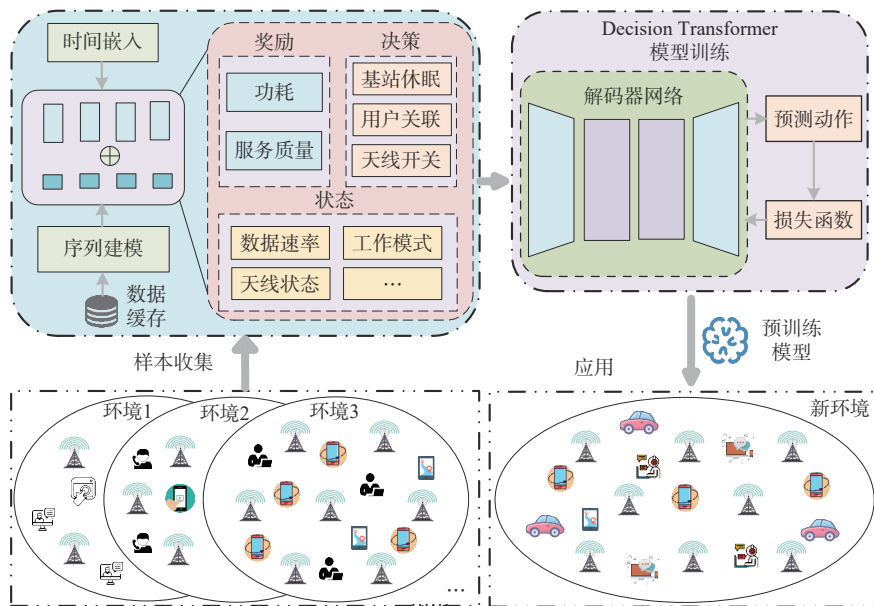 时间嵌入
奖励
决策
功耗
服务质量
基站休眠
用户关联
天线开关
状态
数据速率
工作模式
天线状态
…
序列建模
数据
缓存
Decision Transformer
模型训练
解码器网络
预测动作
损失函数
样本收集
应用
预训练
模型
环境1
环境2
环境3
…
新环境